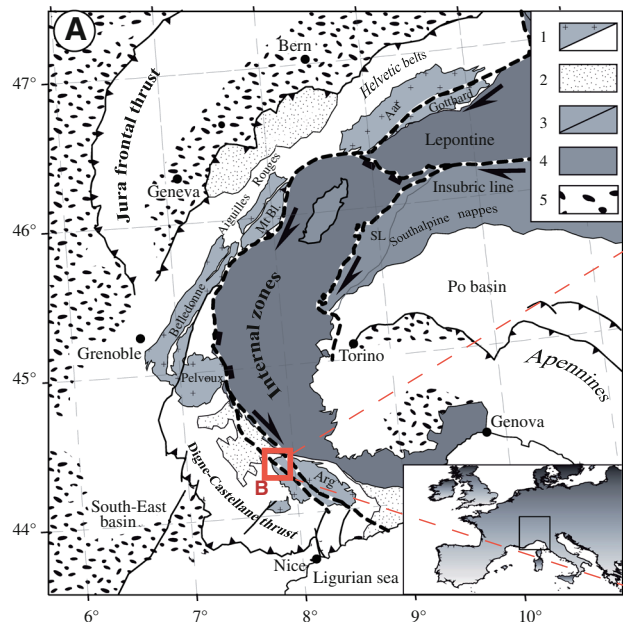 A
Bern
1
2
3
4
5
47°
46°
45°
44°
Jura frontal thrust
Helvetic belts
Aar
Gotthard
Lepontine
Geneva
Aiguilles Rouges
Mt Bl.
Insubric line
SL
Southalpine nappes
Belledonne
Internal zones
Po basin
Grenoble
Torino
Pelvoux
Apennines
Genova
Digne-Castellane thrust
B
Arg
South-East
basin
Nice
Ligurian sea
6°
7°
8°
9°
10°